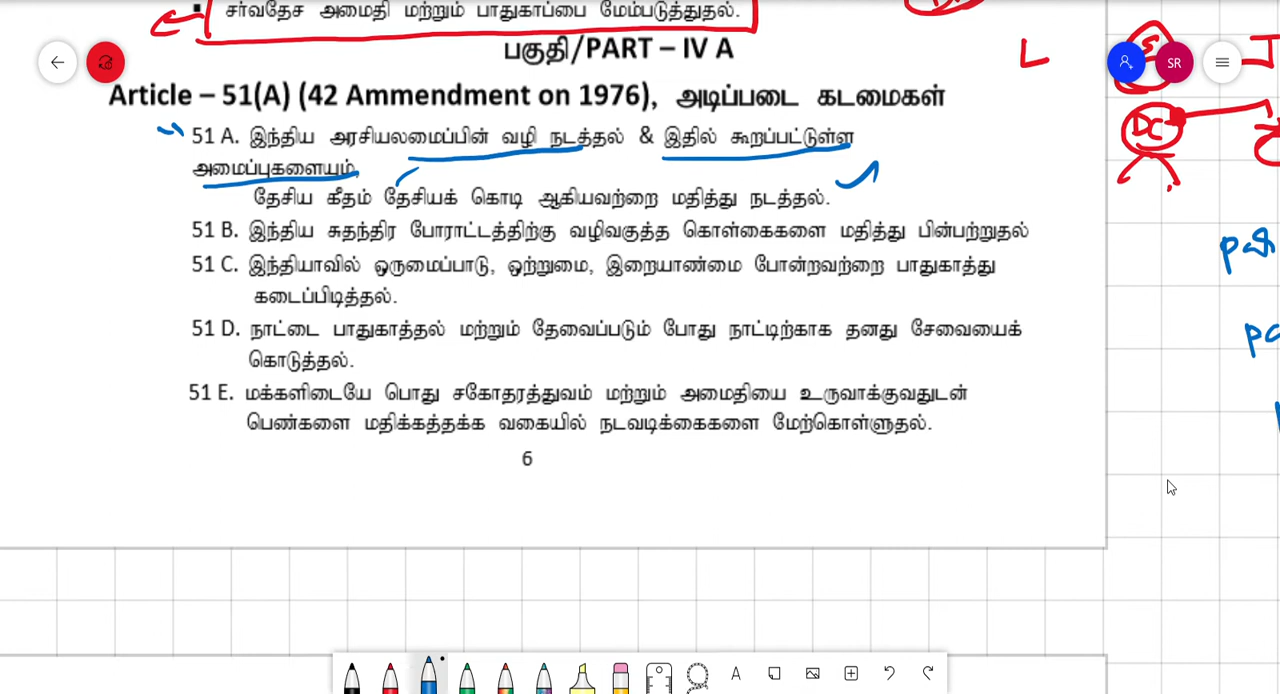 சர்வதேச அமைதி மற்றும் பாதுகாப்பை மேம்படுத்துதல்.
பகுதி/PART – IV A
L
S
SR
Article – 51(A) (42 Ammendment on 1976), அடிப்படை கடமைகள்
DC
51 A. இந்திய அரசியலமைப்பின் வழி நடத்தல் & இதில் கூறப்பட்டுள்ள
அமைப்புகளையும்,
தேசிய கீதம் தேசியக் கொடி ஆகியவற்றை மதித்து நடத்தல்.
51 B. இந்திய சுதந்திர போராட்டத்திற்கு வழிவகுத்த கொள்கைகளை மதித்து பின்பற்றுதல்
51 C. இந்தியாவில் ஒருமைப்பாடு, ஒற்றுமை, இறையாண்மை போன்றவற்றை பாதுகாத்து
கடைப்பிடித்தல்.
51 D. நாட்டை பாதுகாத்தல் மற்றும் தேவைப்படும் போது நாட்டிற்காக தனது சேவையைக்
கொடுத்தல்.
51 E. மக்களிடையே பொது சகோதரத்துவம் மற்றும் அமைதியை உருவாக்குவதுடன்
பெண்களை மதிக்கத்தக்க வகையில் நடவடிக்கைகளை மேற்கொள்ளுதல்.
6